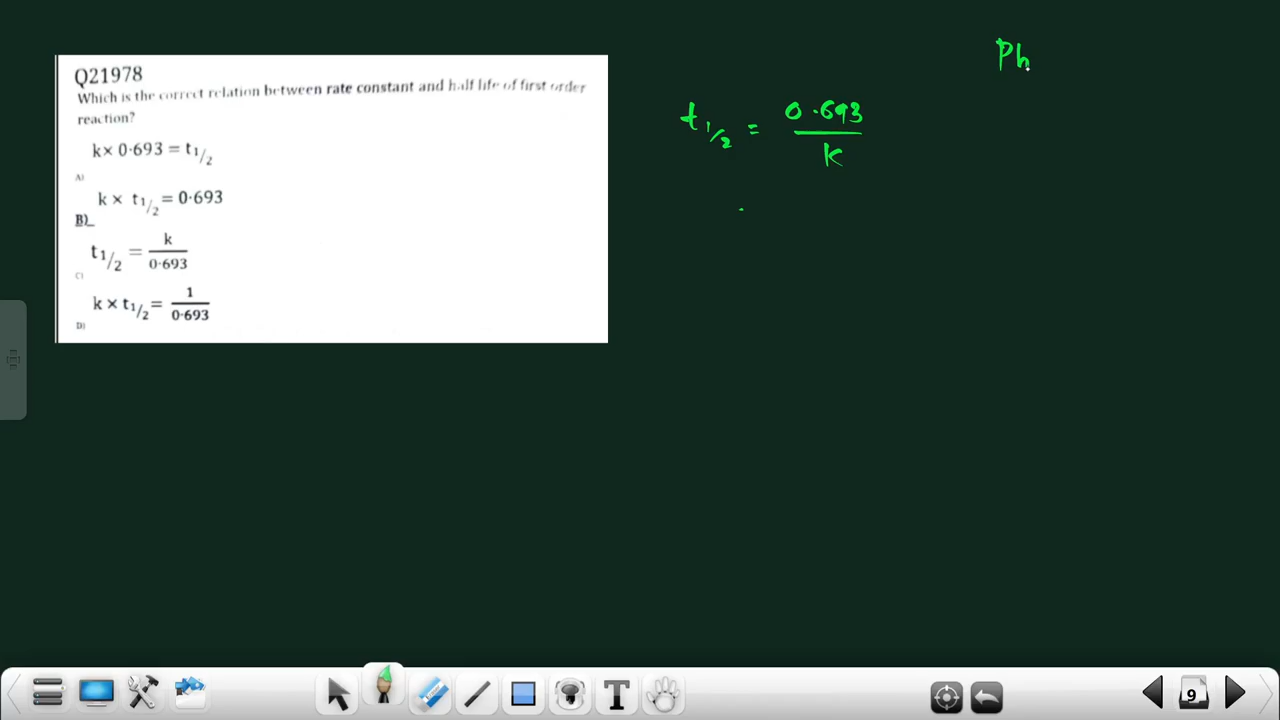 Q21978
Which is the correct relation between rate constant and half life of first order
reaction?
k× 0·693 = t1/2
A)
k × t1/2 = 0·693
B)
t1/2 = k/0·693
C)
k × t1/2 = 1/0·693
D)
t1/2 = 0.693/k
Ph
9